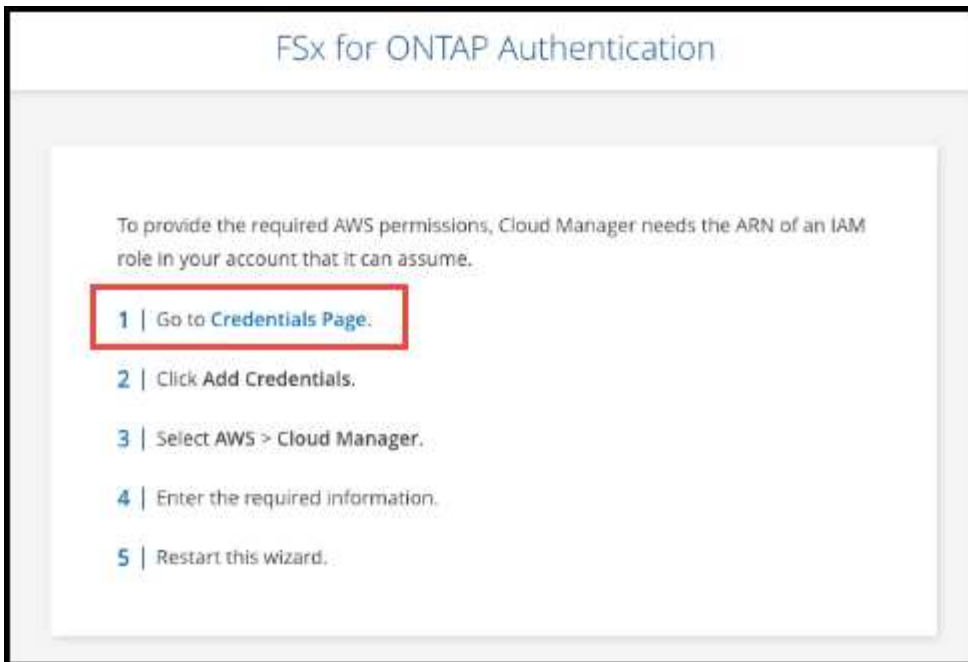 FSx for ONTAP Authentication
To provide the required AWS permissions, Cloud Manager needs the ARN of an IAM
role in your account that it can assume.
1 | Go to Credentials Page.
2 | Click Add Credentials.
3 | Select AWS > Cloud Manager.
4 | Enter the required information.
5 | Restart this wizard.